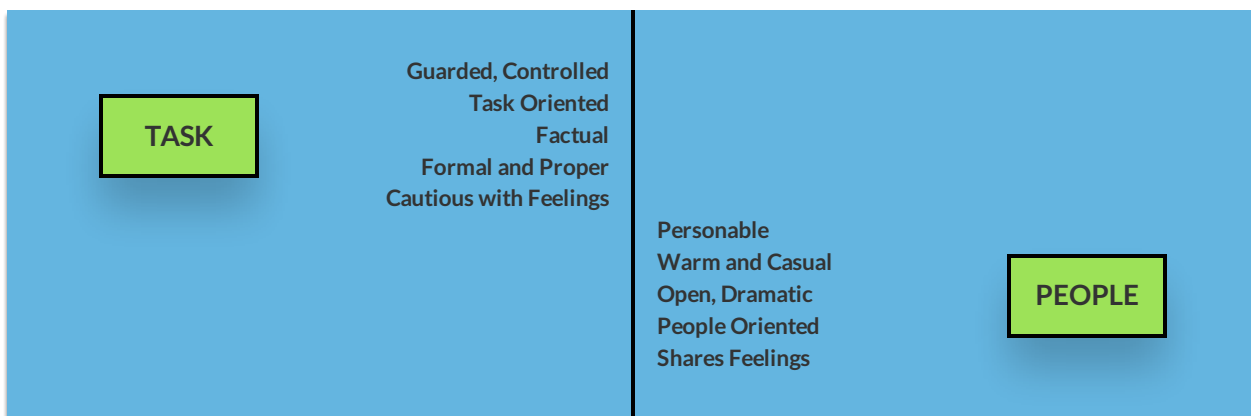 TASK
Guarded, Controlled
Task Oriented
Factual
Formal and Proper
Cautious with Feelings
Personable
Warm and Casual
Open, Dramatic
People Oriented
Shares Feelings
PEOPLE